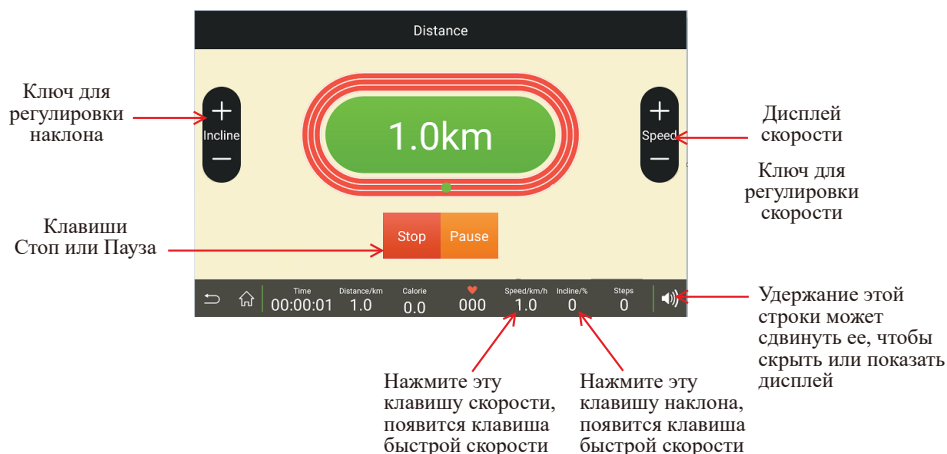 Distance
Ключ для
регулировки
наклона
+
Incline
−
1.0km
+
Speed
−
Дисплей
скорости
Ключ для
регулировки
скорости
Клавиши
Стоп или Пауза
Stop Pause
Time Distance/km Calorie Speed/km/h Incline/% Steps
00:00:01 1.0 0.0 000 1.0 0 0
Удержание этой
строки может
сдвинуть ее, чтобы
скрыть или показать
дисплей
Нажмите эту
клавишу скорости,
появится клавиша
быстрой скорости
Нажмите эту
клавишу наклона,
появится клавиша
быстрой скорости